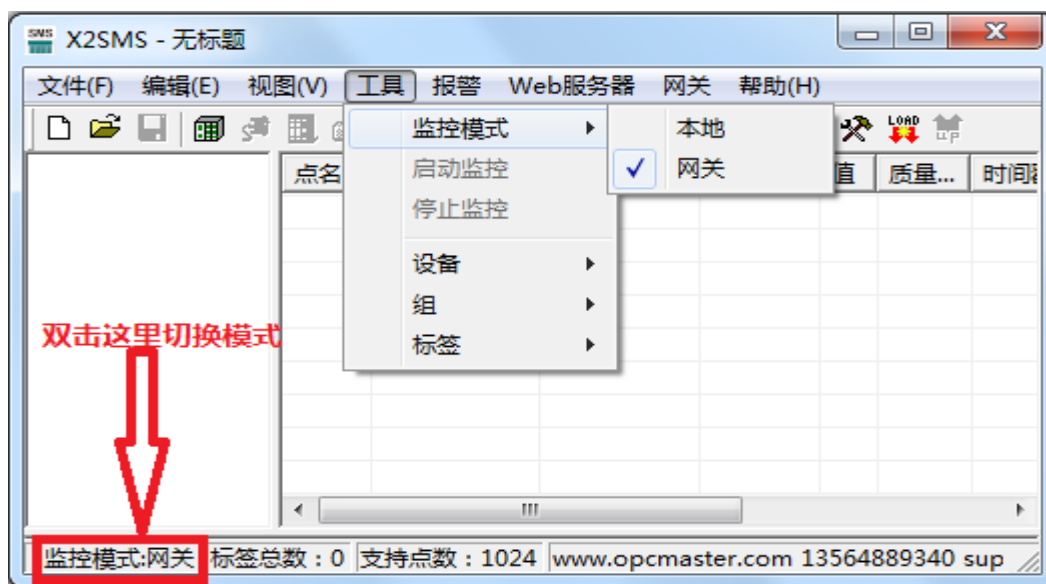 SMS X2SMS - 无标题
文件(F) 编辑(E) 视图(V) 工具 报警 Web服务器 网关 帮助(H)
LOAD UP
监控模式 本地
启动监控 网关
停止监控
设备
组
标签
点名 值 质量... 时间
双击这里切换模式
监控模式:网关 标签总数：0 支持点数：1024 www.opcmaster.com 13564889340 sup